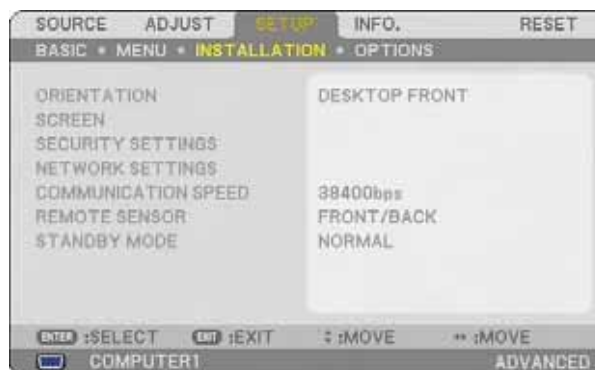 SOURCE ADJUST SETUP INFO. RESET
BASIC • MENU • INSTALLATION • OPTIONS
ORIENTATION DESKTOP FRONT
SCREEN
SECURITY SETTINGS
NETWORK SETTINGS
COMMUNICATION SPEED 38400bps
REMOTE SENSOR FRONT/BACK
STANDBY MODE NORMAL
ENTER :SELECT EXIT :EXIT ↕ :MOVE ↔ :MOVE
COMPUTER1 ADVANCED